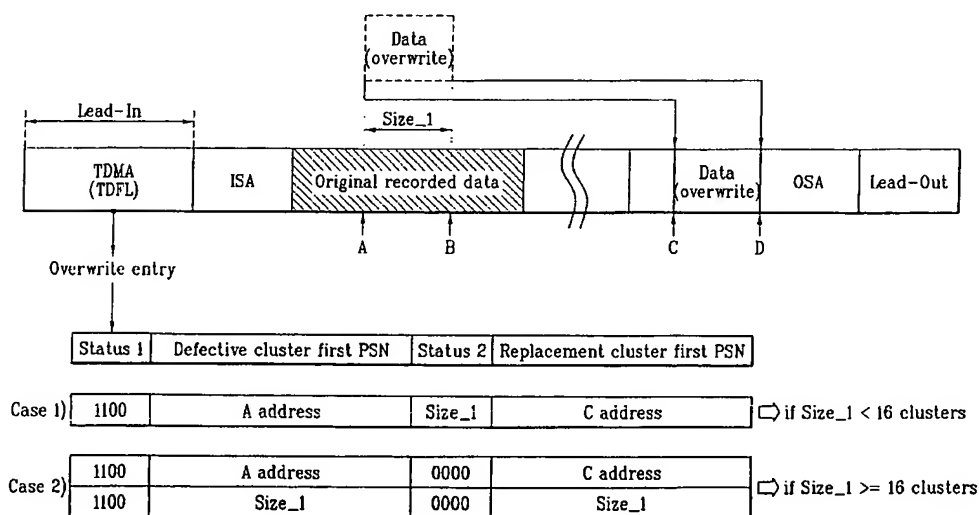 Data
(overwrite)
Lead-In
Size_1
TDMA
(TDFL)
ISA
Original recorded data
Data
(overwrite)
OSA
Lead-Out
A
B
C
D
Overwrite entry
Status 1
Defective cluster first PSN
Status 2
Replacement cluster first PSN
Case 1)
1100
A address
Size_1
C address
if Size_1 < 16 clusters
Case 2)
1100
A address
0000
C address
1100
Size_1
0000
Size_1
if Size_1 >= 16 clusters